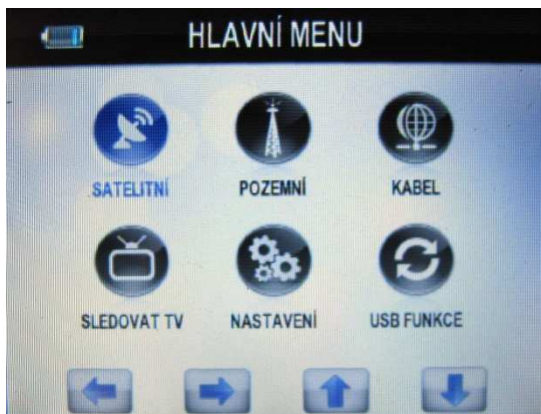 HLAVNÍ MENU
SATELITNÍ
POZEMNÍ
KABEL
SLEDOVAT TV
NASTAVENÍ
USB FUNKCE